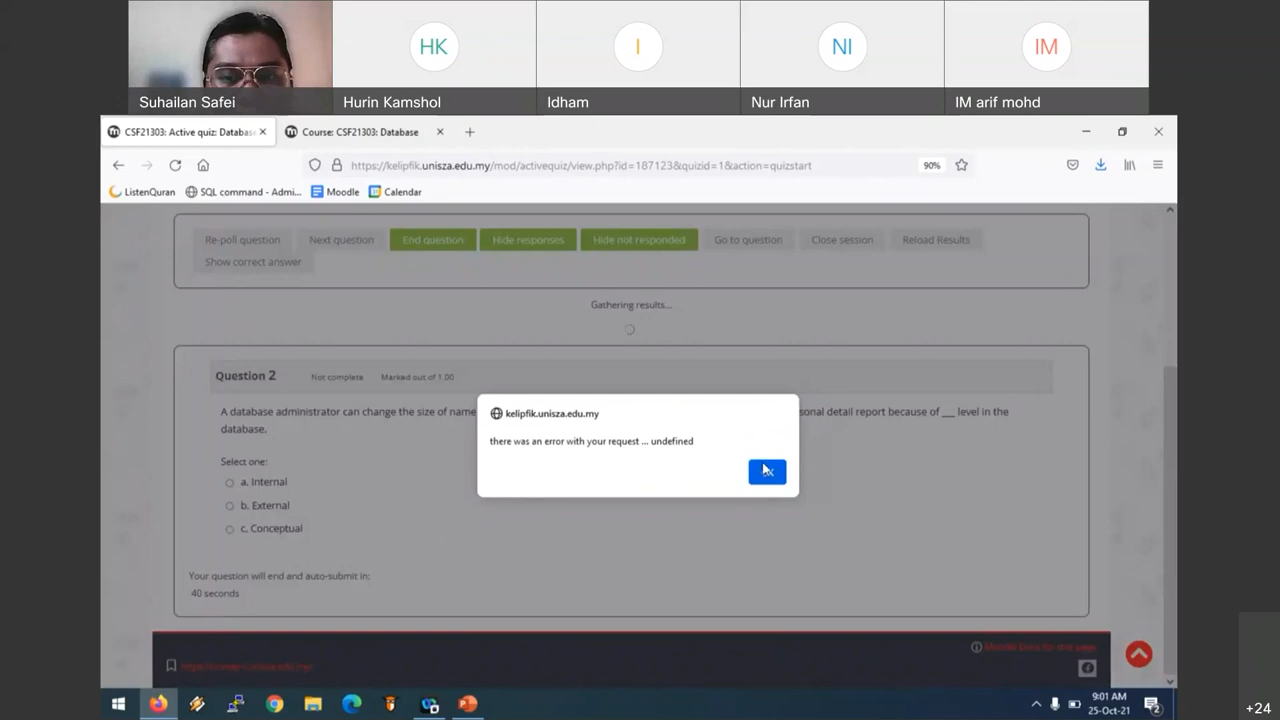 HK
I
NI
IM
Suhailan Safei
Hurin Kamshol
Idham
Nur Irfan
IM arif mohd
CSF21303: Active quiz: Databas
Course: CSF21303: Database
https://kelipfik.unisza.edu.my/mod/activequiz/view.php?id=187123&quizid=1&action=quizstart
90%
ListenQuran
SQL command - Admi...
Moodle
Calendar
Re-poll question
Next question
End question
Hide responses
Hide not responded
Go to question
Close session
Reload Results
Show correct answer
Gathering results...
Question 2
Not complete
Marked out of 1.00
A database administrator can change the size of name
sonal detail report because of ___ level in the
database.
kelipfik.unisza.edu.my
there was an error with your request ... undefined
Select one:
a. Internal
b. External
c. Conceptual
Your question will end and auto-submit in:
40 seconds
Moodle Docs for this page
9:01 AM
25-Oct-21
2
+24